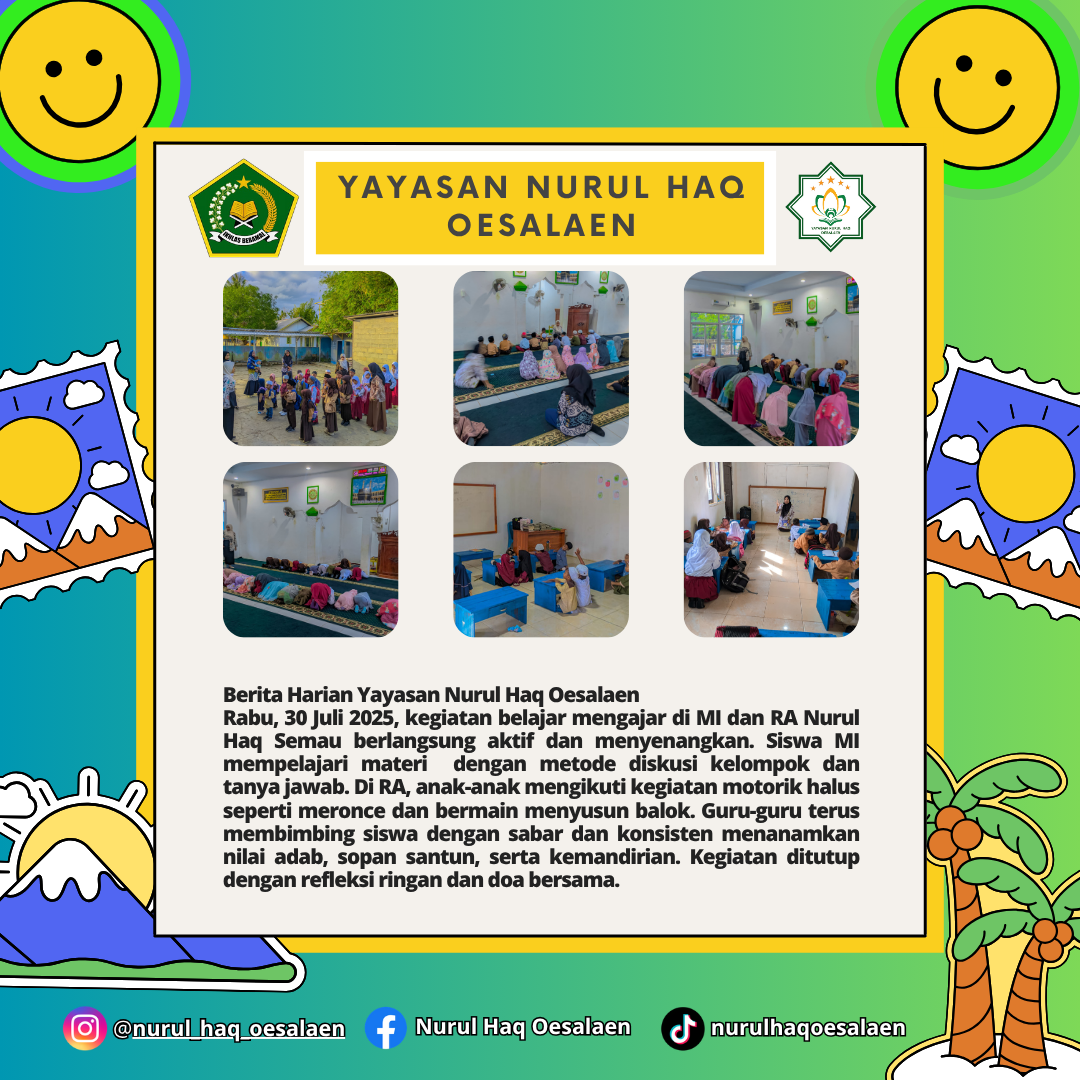 YAYASAN NURUL HAQ
OESALAEN
IKHLAS BERAMAL
YAYASAN NURUL HAQ
OESALAEN
Berita Harian Yayasan Nurul Haq Oesalaen
Rabu, 30 Juli 2025, kegiatan belajar mengajar di MI dan RA Nurul
Haq Semau berlangsung aktif dan menyenangkan. Siswa MI
mempelajari materi dengan metode diskusi kelompok dan
tanya jawab. Di RA, anak-anak mengikuti kegiatan motorik halus
seperti meronce dan bermain menyusun balok. Guru-guru terus
membimbing siswa dengan sabar dan konsisten menanamkan
nilai adab, sopan santun, serta kemandirian. Kegiatan ditutup
dengan refleksi ringan dan doa bersama.
@nurul_haq_oesalaen
Nurul Haq Oesalaen
nurulhaqoesalaen